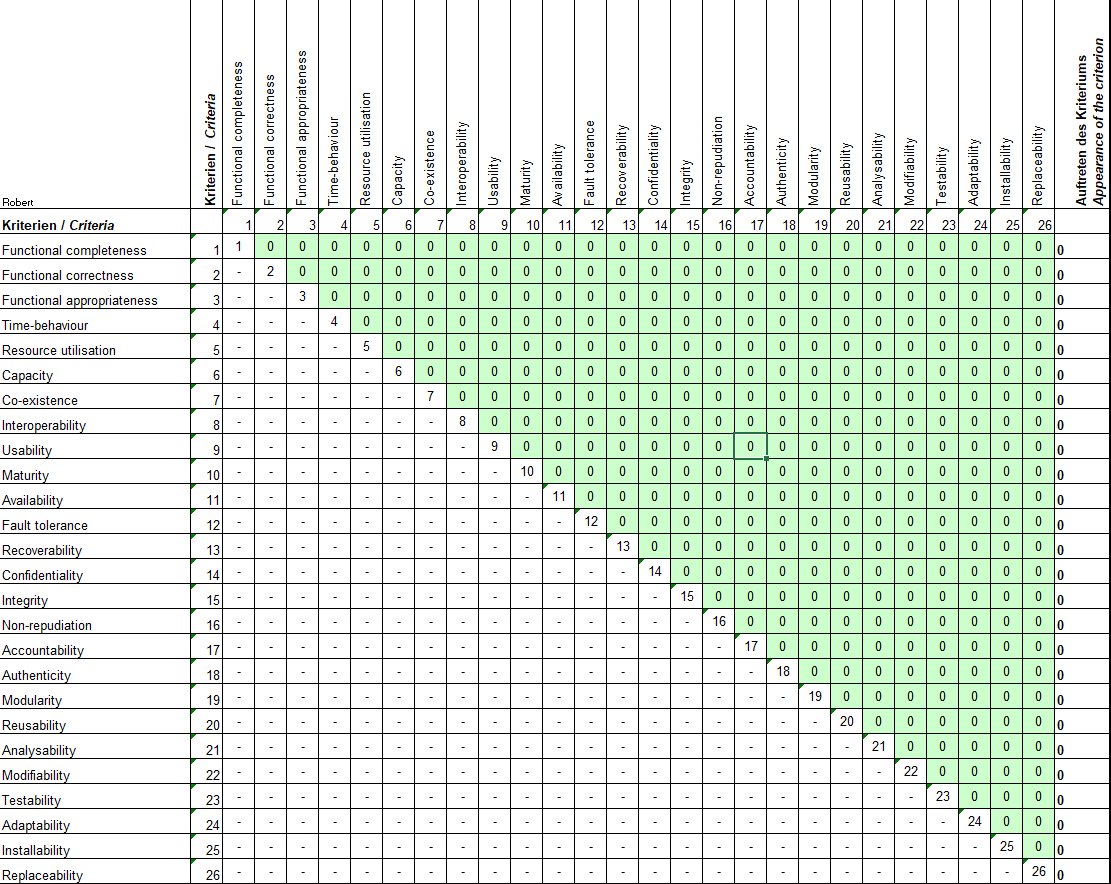 Kriterien / Criteria Functional completeness Functional correctness Functional appropriateness Time-behaviour Resource utilisation Capacity Co-existence Interoperability Usability Maturity Availability Fault tolerance Recoverability Confidentiality Integrity Non-repudiation Accountability Authenticity Modularity Reusability Analysability Modifiability Testability Adaptability Installability Replaceability Auftreten des Kriteriums Appearance of the criterion
Robert
Kriterien / Criteria 1 2 3 4 5 6 7 8 9 10 11 12 13 14 15 16 17 18 19 20 21 22 23 24 25 26
Functional completeness 1 1 0 0 0 0 0 0 0 0 0 0 0 0 0 0 0 0 0 0 0 0 0 0 0 0 0 0
Functional correctness 2 - 2 0 0 0 0 0 0 0 0 0 0 0 0 0 0 0 0 0 0 0 0 0 0 0 0 0
Functional appropriateness 3 - - 3 0 0 0 0 0 0 0 0 0 0 0 0 0 0 0 0 0 0 0 0 0 0 0 0
Time-behaviour 4 - - - 4 0 0 0 0 0 0 0 0 0 0 0 0 0 0 0 0 0 0 0 0 0 0 0
Resource utilisation 5 - - - - 5 0 0 0 0 0 0 0 0 0 0 0 0 0 0 0 0 0 0 0 0 0 0
Capacity 6 - - - - - 6 0 0 0 0 0 0 0 0 0 0 0 0 0 0 0 0 0 0 0 0 0
Co-existence 7 - - - - - - 7 0 0 0 0 0 0 0 0 0 0 0 0 0 0 0 0 0 0 0 0
Interoperability 8 - - - - - - - 8 0 0 0 0 0 0 0 0 0 0 0 0 0 0 0 0 0 0 0
Usability 9 - - - - - - - - 9 0 0 0 0 0 0 0 0 0 0 0 0 0 0 0 0 0 0
Maturity 10 - - - - - - - - - 10 0 0 0 0 0 0 0 0 0 0 0 0 0 0 0 0 0
Availability 11 - - - - - - - - - - 11 0 0 0 0 0 0 0 0 0 0 0 0 0 0 0 0
Fault tolerance 12 - - - - - - - - - - - 12 0 0 0 0 0 0 0 0 0 0 0 0 0 0 0
Recoverability 13 - - - - - - - - - - - - 13 0 0 0 0 0 0 0 0 0 0 0 0 0 0
Confidentiality 14 - - - - - - - - - - - - - 14 0 0 0 0 0 0 0 0 0 0 0 0 0
Integrity 15 - - - - - - - - - - - - - - 15 0 0 0 0 0 0 0 0 0 0 0 0
Non-repudiation 16 - - - - - - - - - - - - - - - 16 0 0 0 0 0 0 0 0 0 0 0
Accountability 17 - - - - - - - - - - - - - - - - 17 0 0 0 0 0 0 0 0 0 0
Authenticity 18 - - - - - - - - - - - - - - - - - 18 0 0 0 0 0 0 0 0 0
Modularity 19 - - - - - - - - - - - - - - - - - - 19 0 0 0 0 0 0 0 0
Reusability 20 - - - - - - - - - - - - - - - - - - - 20 0 0 0 0 0 0 0
Analysability 21 - - - - - - - - - - - - - - - - - - - - 21 0 0 0 0 0 0
Modifiability 22 - - - - - - - - - - - - - - - - - - - - - 22 0 0 0 0 0
Testability 23 - - - - - - - - - - - - - - - - - - - - - - 23 0 0 0 0
Adaptability 24 - - - - - - - - - - - - - - - - - - - - - - - 24 0 0 0
Installability 25 - - - - - - - - - - - - - - - - - - - - - - - - 25 0 0
Replaceability 26 - - - - - - - - - - - - - - - - - - - - - - - - - 26 0